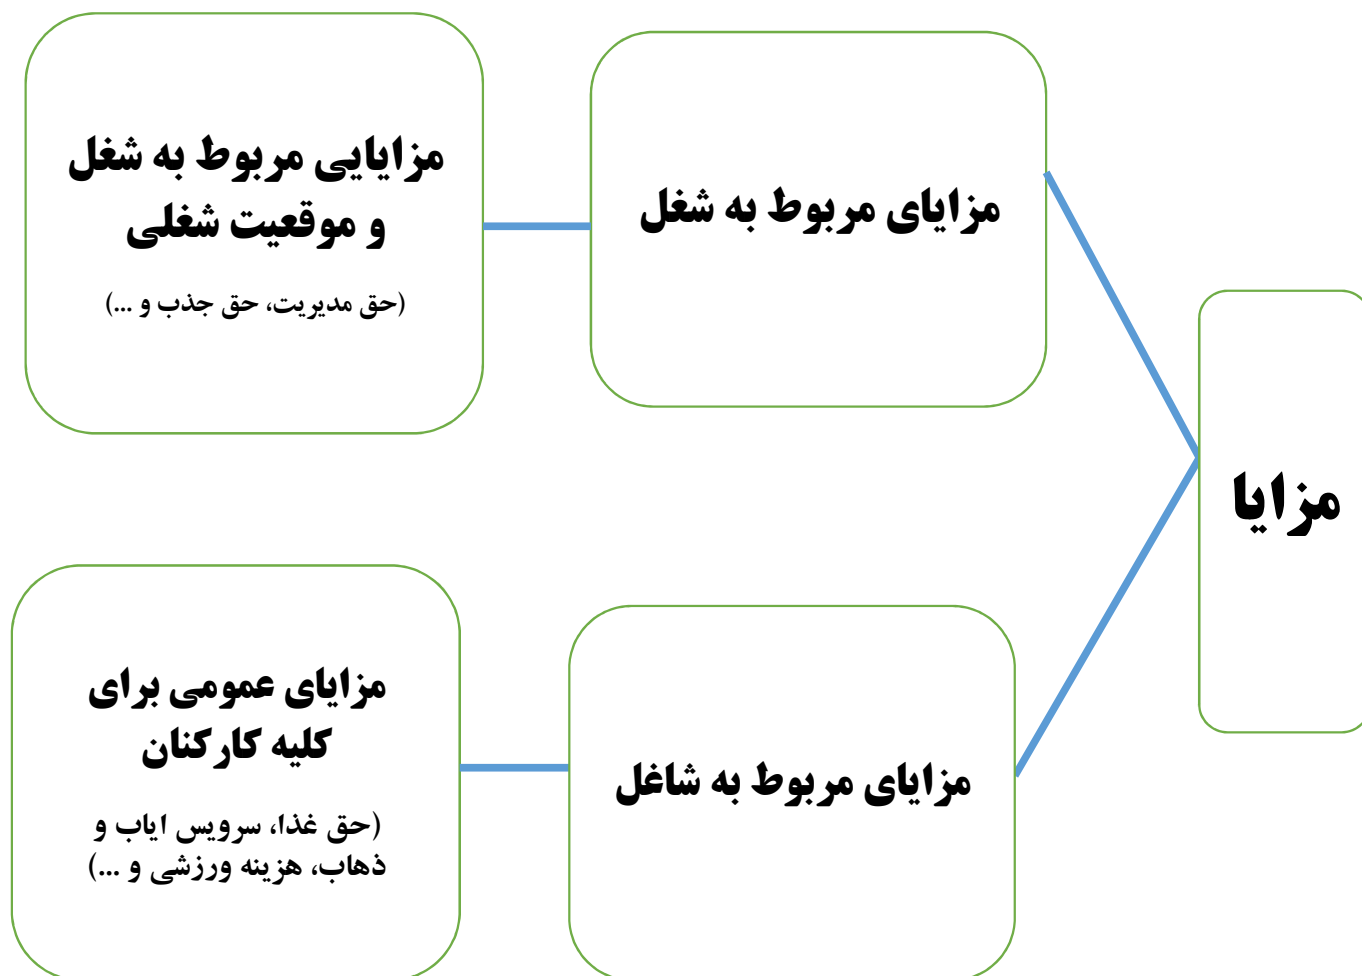 مزایا
مزایای مربوط به شغل
مزایایی مربوط به شغل
و موقعیت شغلی
(حق مدیریت، حق جذب و ...)
مزایای مربوط به شاغل
مزایای عمومی برای
کلیه کارکنان
(حق غذا، سرویس ایاب و
ذهاب، هزینه ورزشی و ...)